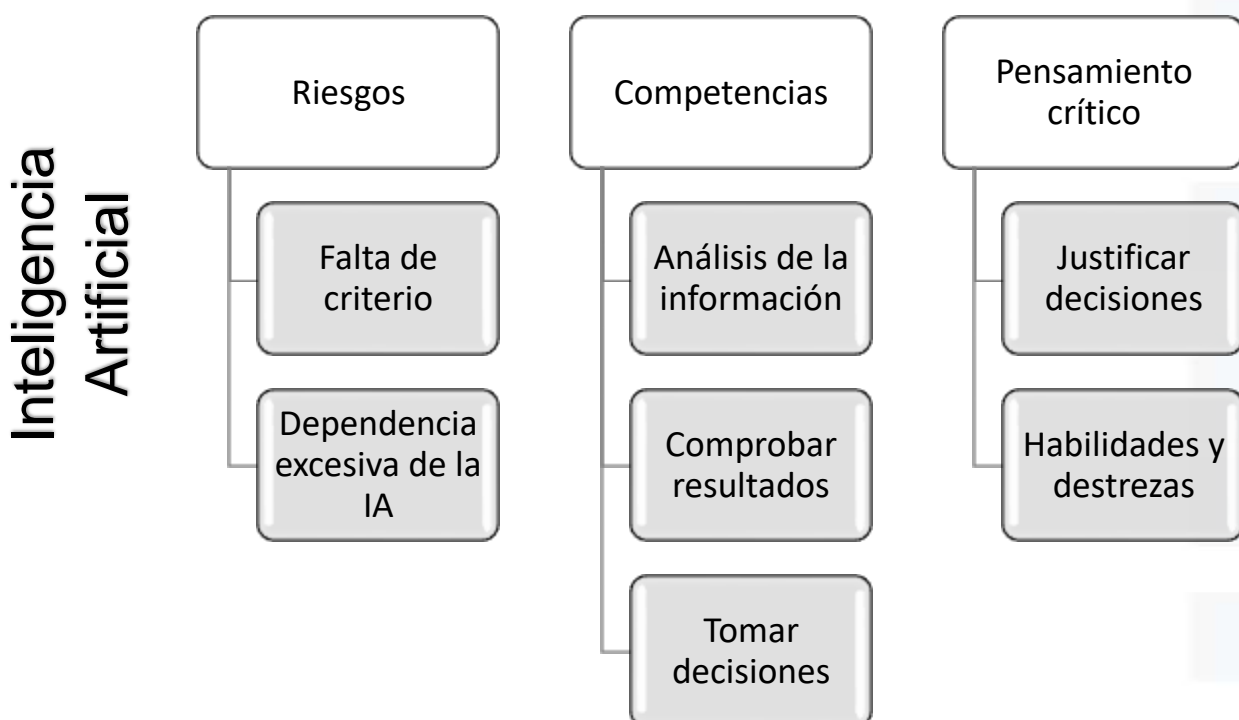 Inteligencia
Artificial
Riesgos
Falta de
criterio
Dependencia
excesiva de la
IA
Competencias
Análisis de la
información
Comprobar
resultados
Tomar
decisiones
Pensamiento
crítico
Justificar
decisiones
Habilidades y
destrezas